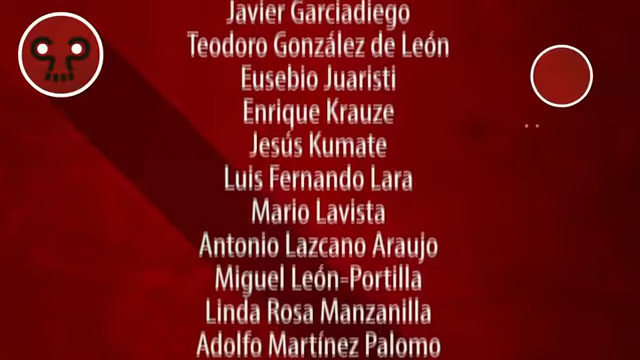 Javier Garciadiego
Teodoro González de León
Eusebio Juaristi
Enrique Krauze
Jesús Kumate
Luis Fernando Lara
Mario Lavista
Antonio Lazcano Araujo
Miguel León-Portilla
Linda Rosa Manzanilla
Adolfo Martínez Palomo